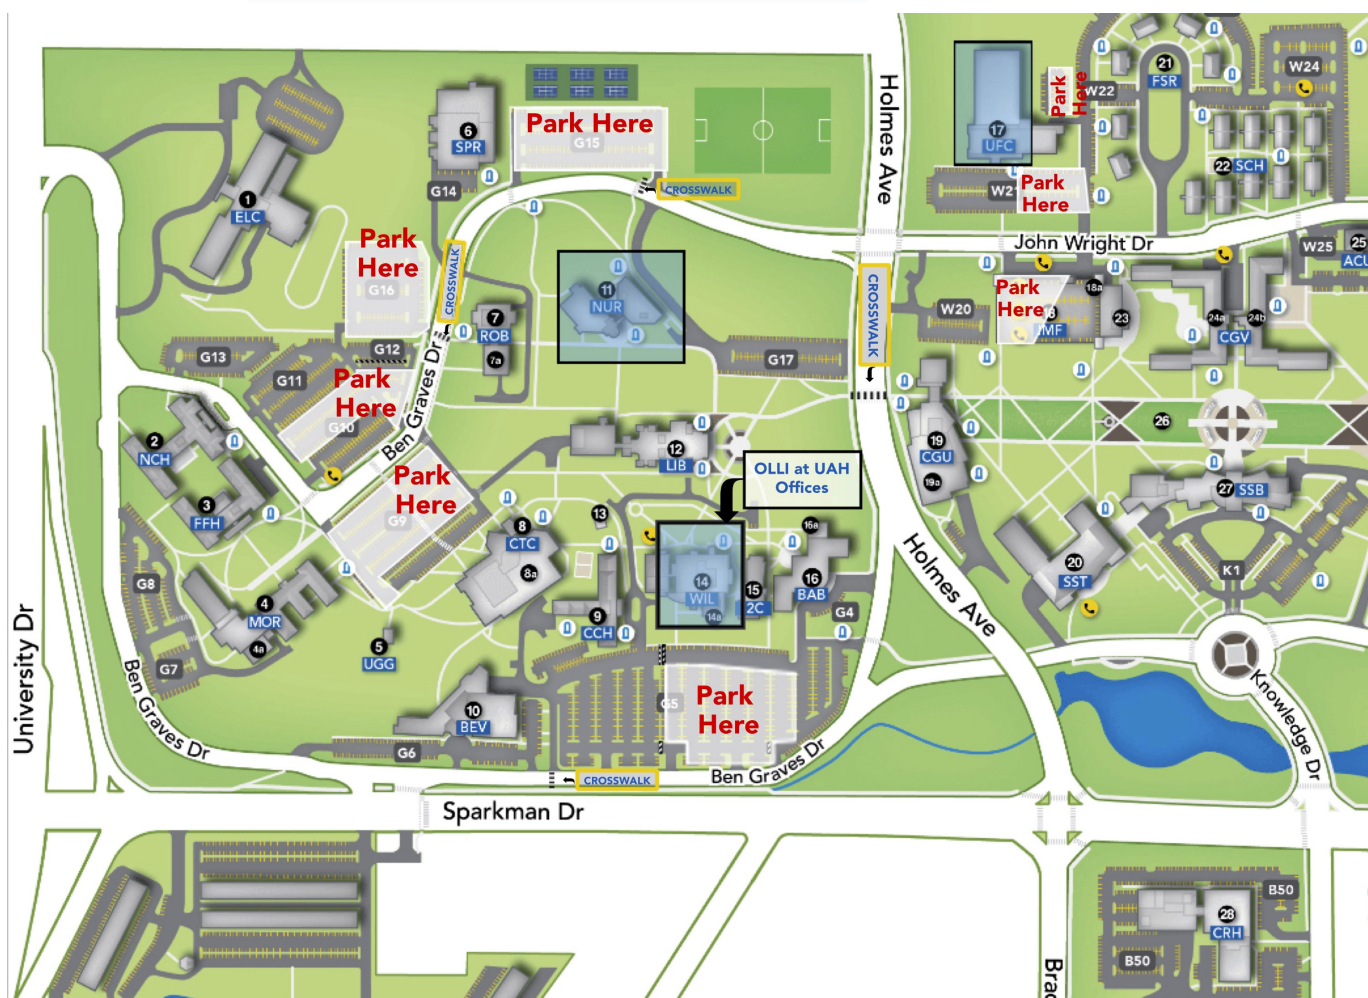 Park Here
G15
6
SPR
G14
CROSSWALK
Holmes Ave
17
UFC
Park
Here
W22
21
FSR
W24
22 SCH
Park
Here
John Wright Dr
W25
25
1
ELC
Park
Here
G16
CROSSWALK
11
NUR
7
ROB
7a
G17
CROSSWALK
W20
Park
Here
JMF
18a
23
24a
24b
CGV
G13
G12
G11
Park
Here
G10
Ben Graves Dr
2
NCH
3
FFH
12
LIB
OLLI at UAH
Offices
19
CGU
19a
26
27 SSB
Park
Here
G9
8
CTC
8a
13
14
WIL
14a
15
16a
16
BAB
G4
Holmes Ave
20
SST
K1
G8
4
MOR
4a
5
UGG
9
CCH
G7
University Dr
Ben Graves Dr
10
BEV
G6
G5
Park
Here
Knowledge Dr
CROSSWALK
Ben Graves Dr
Sparkman Dr
B50
28
CRH
B50